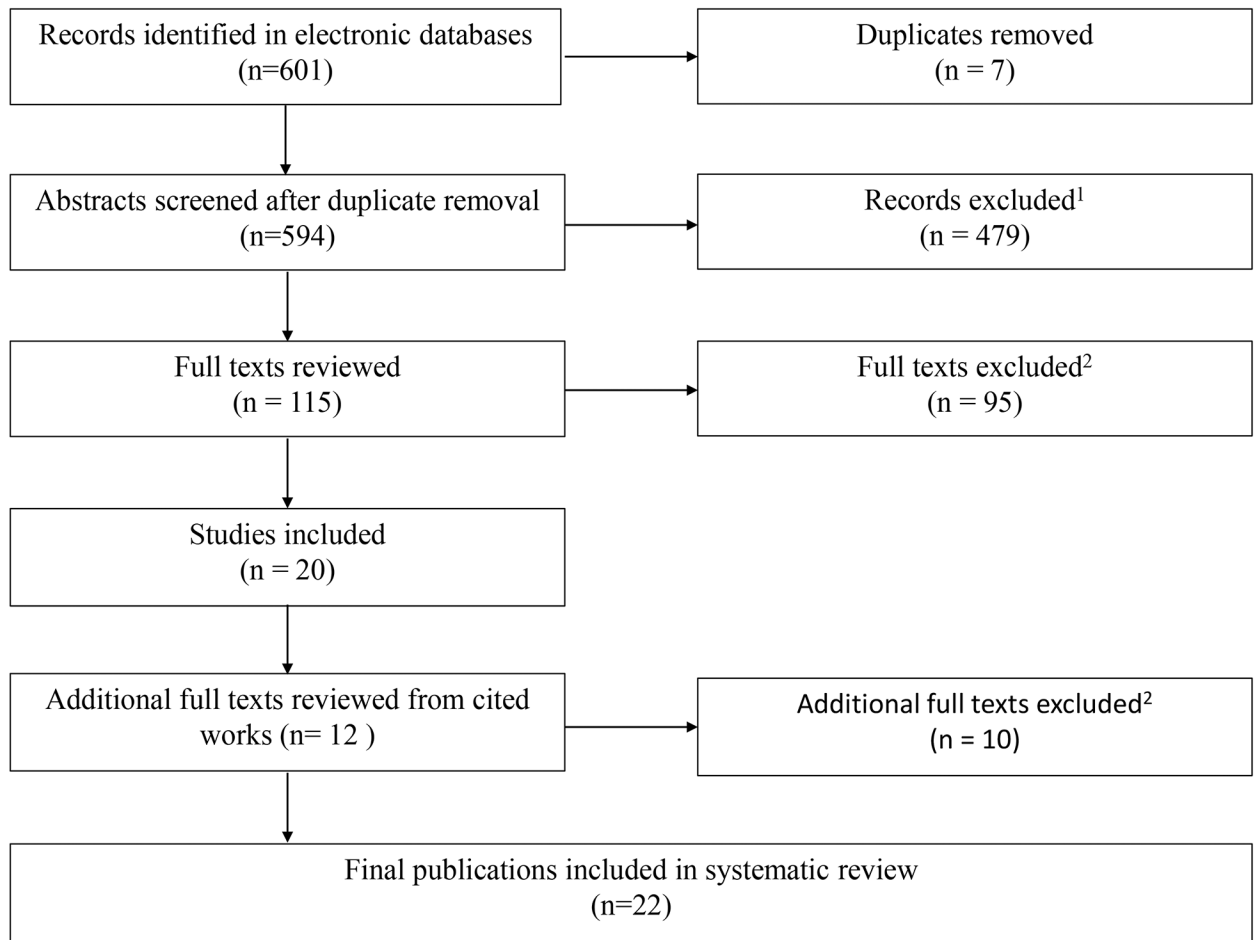 Records identified in electronic databases
(n=601)
Duplicates removed
(n = 7)
Abstracts screened after duplicate removal
(n=594)
Records excluded1
(n = 479)
Full texts reviewed
(n = 115)
Full texts excluded2
(n = 95)
Studies included
(n = 20)
Additional full texts reviewed from cited
works (n= 12 )
Additional full texts excluded2
(n = 10)
Final publications included in systematic review
(n=22)